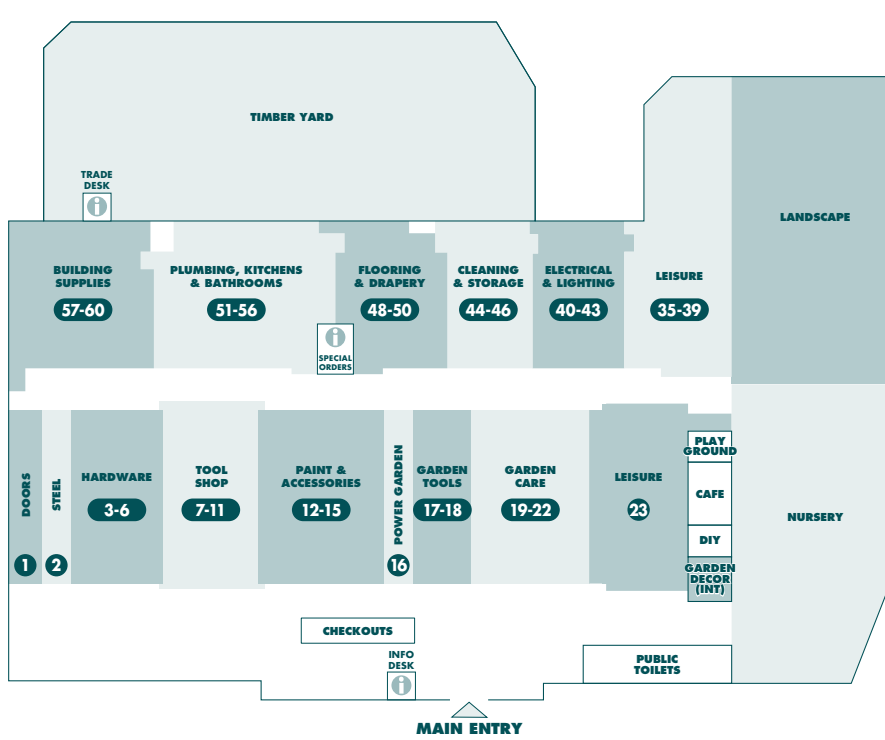 TIMBER YARD
TRADE
DESK
i
LANDSCAPE
BUILDING
SUPPLIES
57-60
PLUMBING, KITCHENS
& BATHROOMS
51-56
FLOORING
& DRAPERY
48-50
CLEANING
& STORAGE
44-46
ELECTRICAL
& LIGHTING
40-43
LEISURE
35-39
i
SPECIAL
ORDERS
DOORS
1
STEEL
2
HARDWARE
3-6
TOOL
SHOP
7-11
PAINT &
ACCESSORIES
12-15
POWER GARDEN
16
GARDEN
TOOLS
17-18
GARDEN
CARE
19-22
LEISURE
23
PLAY
GROUND
CAFE
DIY
GARDEN
DECOR
(INT)
NURSERY
CHECKOUTS
INFO
DESK
i
PUBLIC
TOILETS
MAIN ENTRY